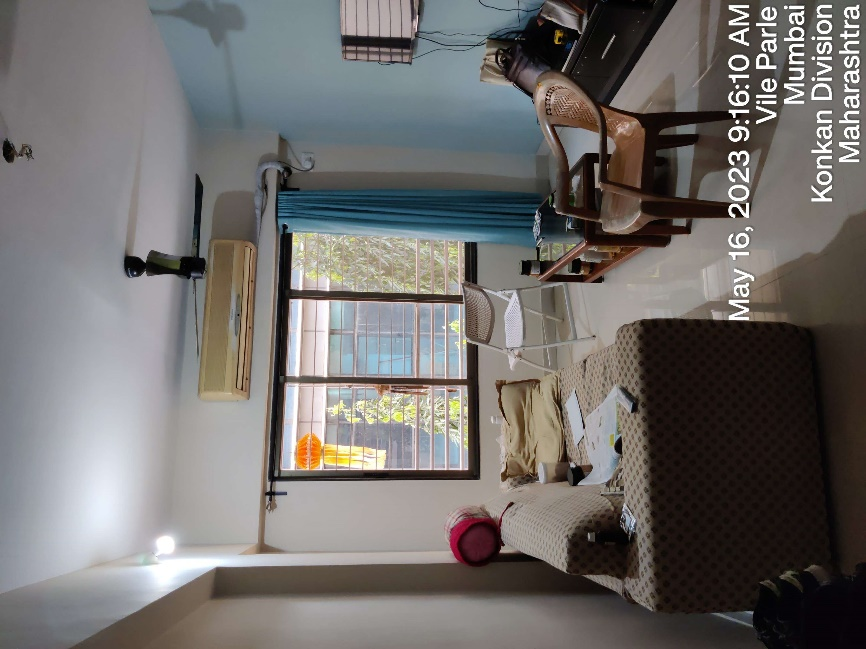 May 16, 2023 9:16:10 AM
Vile Parle
Mumbai
Konkan Division
Maharashtra